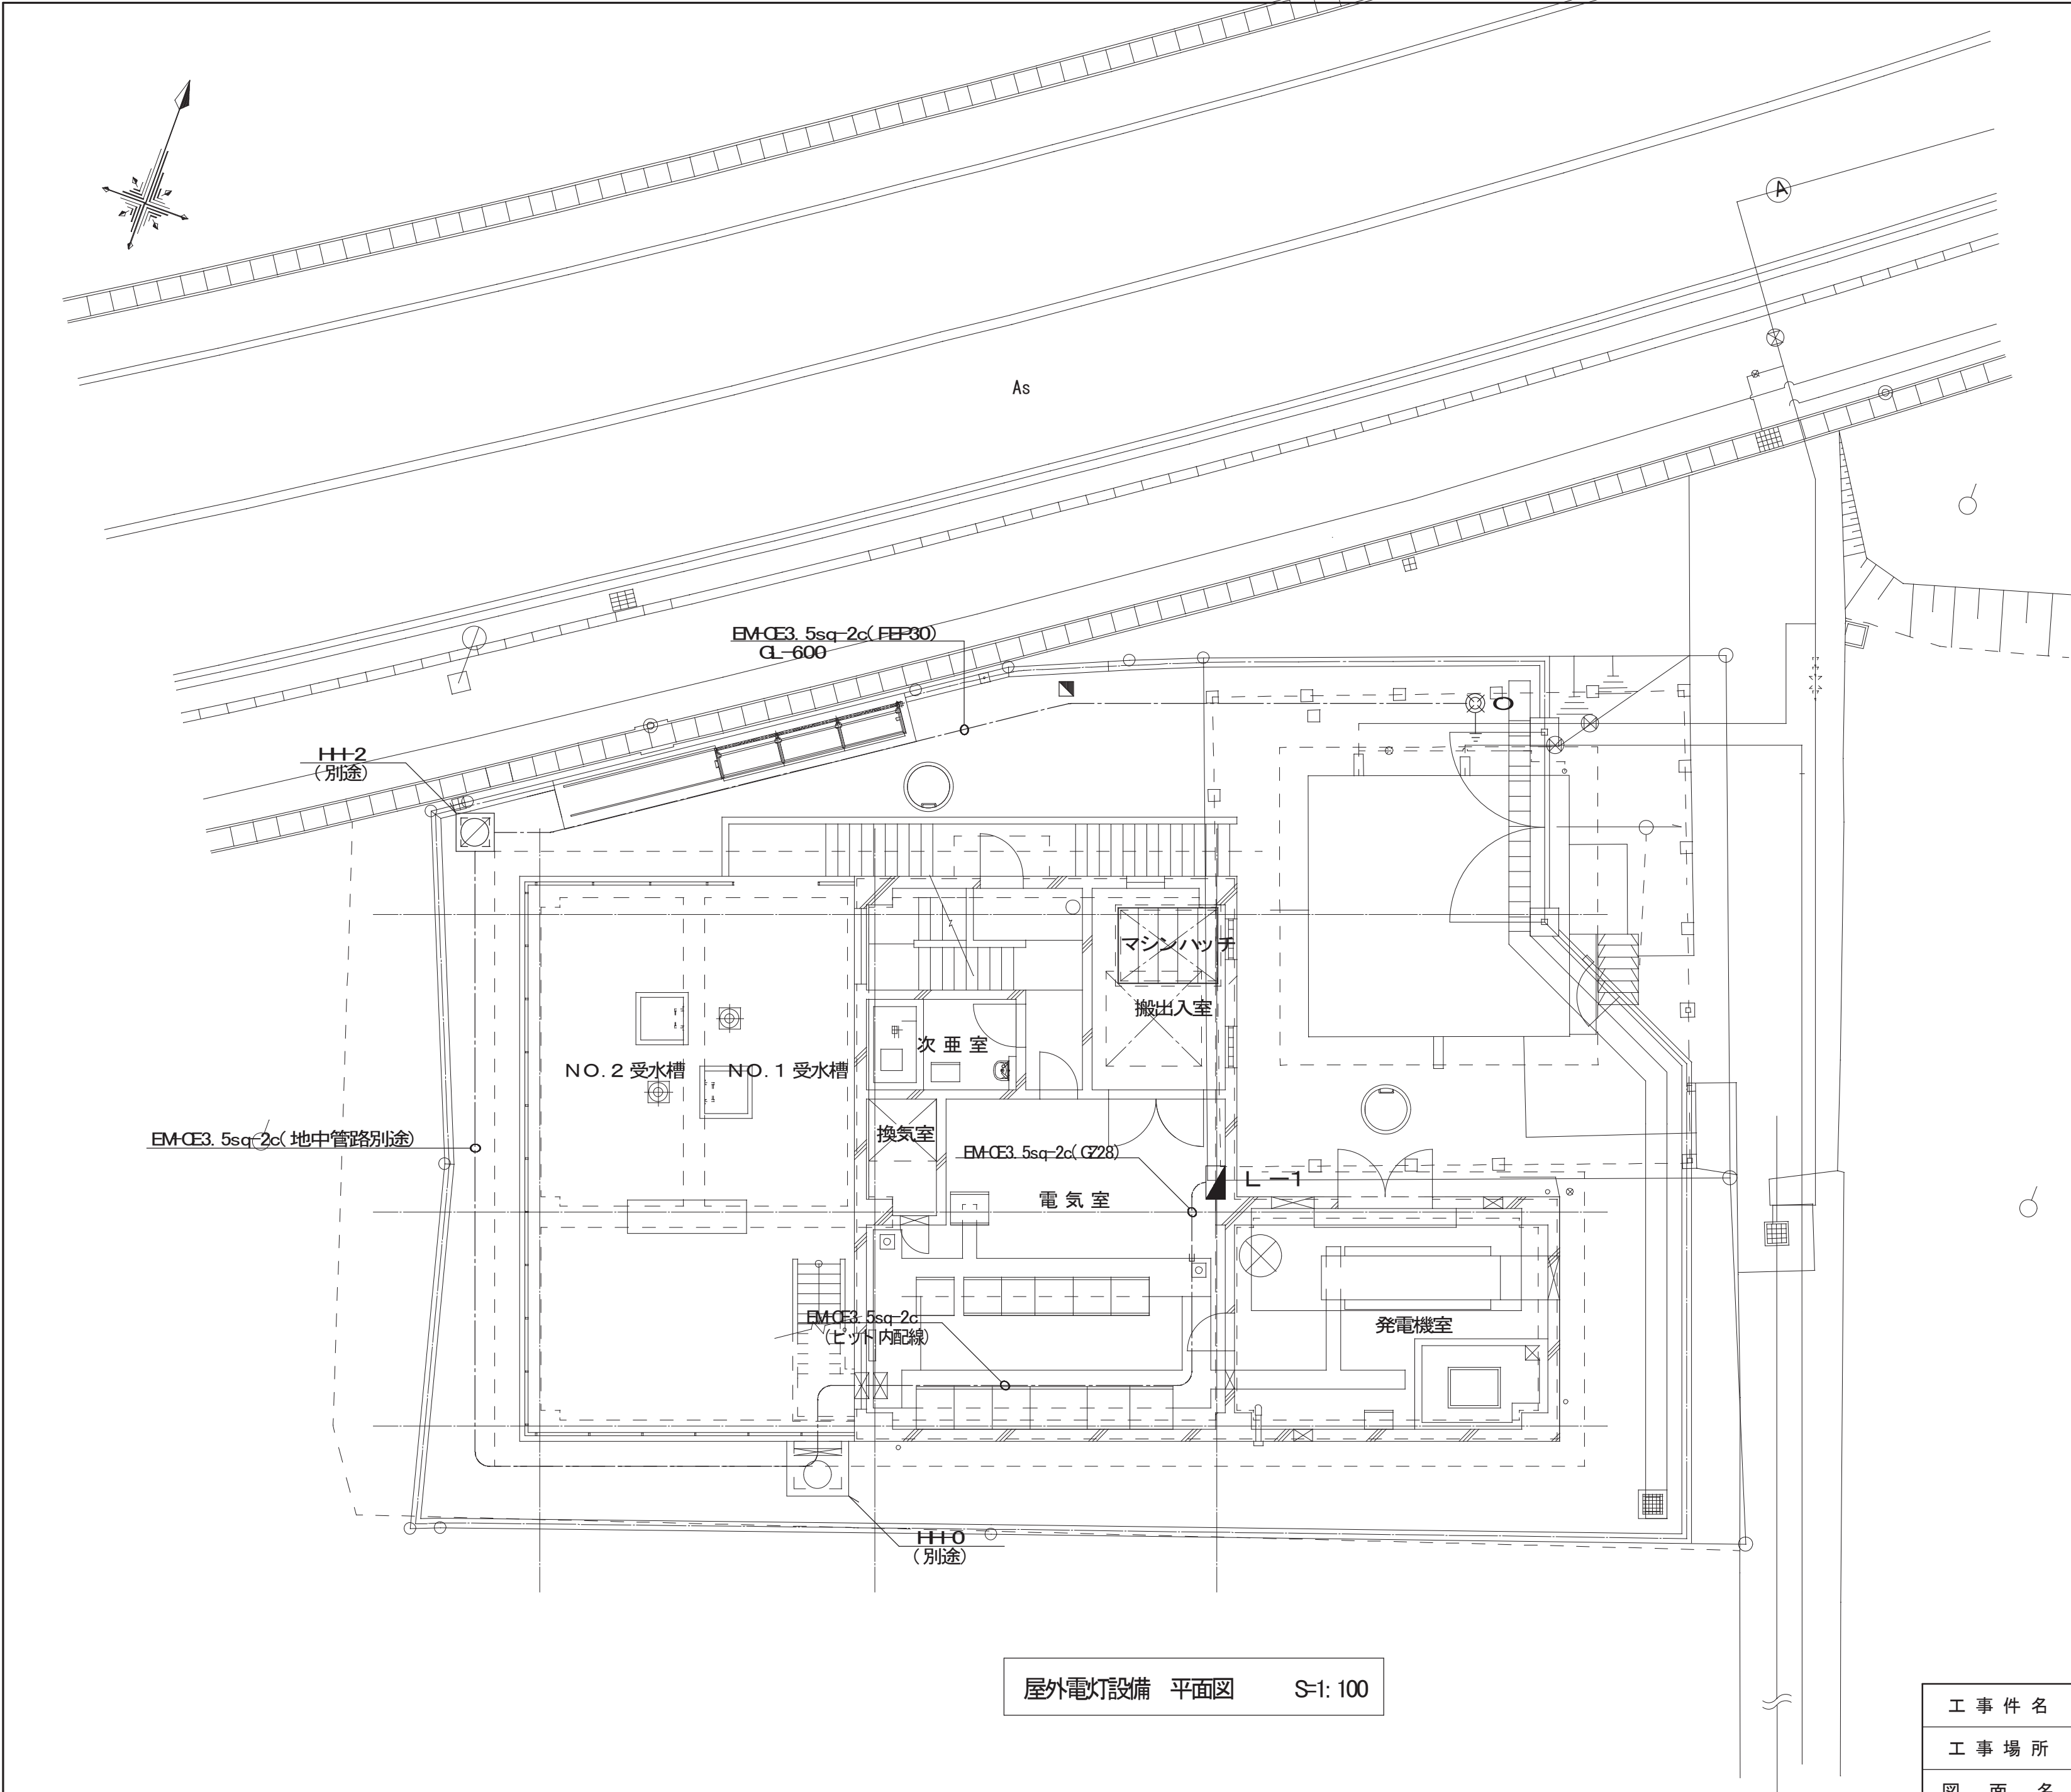 A
As
EM-CE3.5sq-2c(FEP30)
GL-600
HH-2
(別途)
O
マシンハッチ
搬出入室
次亜室
NO.2 受水槽
NO.1 受水槽
EM-CE3.5sq-2c(地中管路別途)
換気室
EM-CE3.5sq-2c(GZ28)
L-1
電気室
EM-CE3.5sq-2c
(ピット内配線)
発電機室
HH-0
(別途)
屋外電灯設備 平面図 S=1:100
工事件名
工事場所
図面名